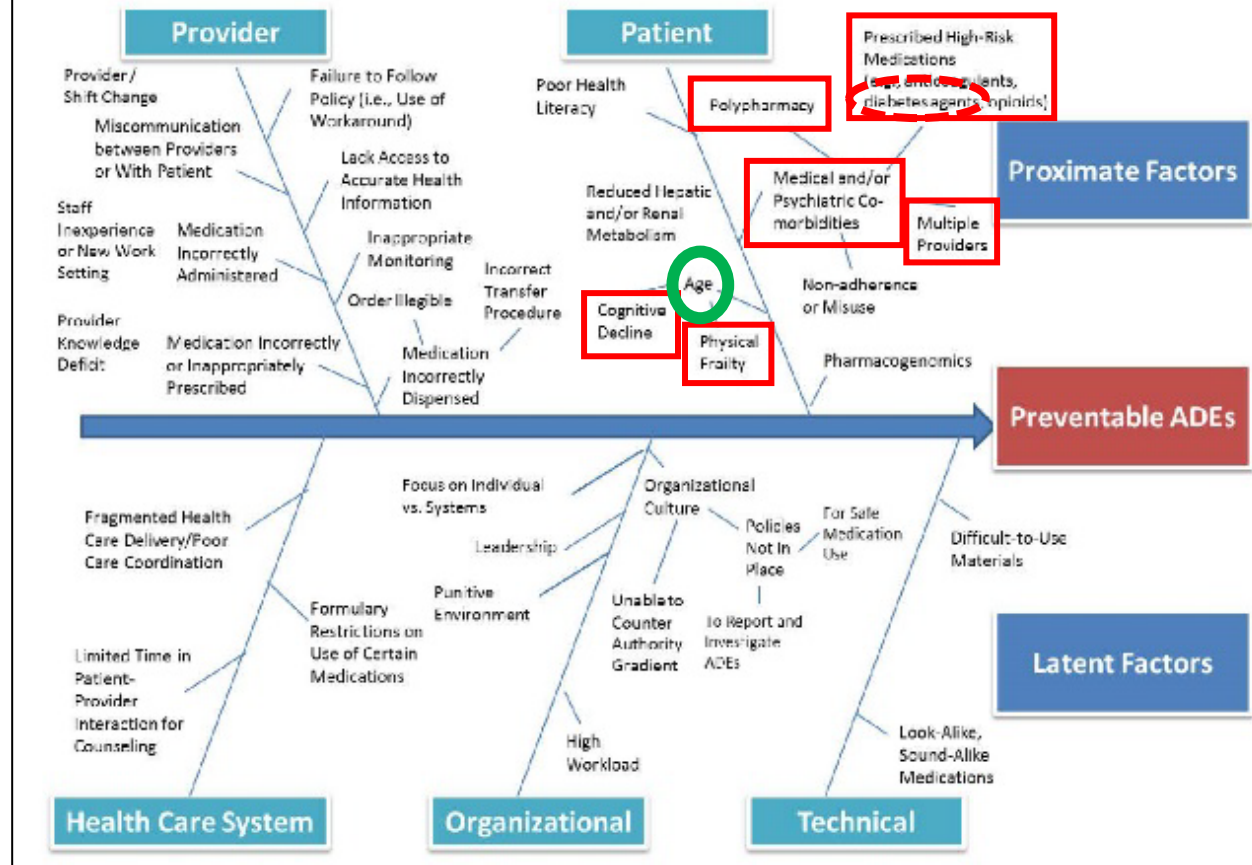 Provider
Patient
Provider/
Shift Change
Failure to Follow
Policy (i.e., Use of
Workaround)
Miscommunication
between Providers
or With Patient
Lack Access to
Accurate Health
Information
Staff
Inexperience
or New Work
Setting
Medication
Incorrectly
Administered
Inappropriate
Monitoring
Order Illegible
Incorrect
Transfer
Procedure
Provider
Knowledge
Deficit
Medication Incorrectly
or Inappropriately
Prescribed
Medication
Incorrectly
Dispensed
Poor Health
Literacy
Polypharmacy
Prescribed High-Risk
Medications
(e.g., anticoagulents,
diabetes agents, opioids)
Reduced Hepatic
and/or Renal
Metabolism
Medical and/or
Psychiatric Co-
morbidities
Multiple
Providers
Age
Cognitive
Decline
Physical
Frailty
Non-adherence
or Misuse
Pharmacogenomics
Proximate Factors
Preventable ADEs
Latent Factors
Fragmented Health
Care Delivery/Poor
Care Coordination
Formulary
Restrictions on
Use of Certain
Medications
Limited Time in
Patient-
Provider
Interaction for
Counseling
Focus on Individual
vs. Systems
Leadership
Punitive
Environment
Organizational
Culture
Unable to
Counter
Authority
Gradient
Policies
Not In
Place
For Safe
Medication
Use
To Report and
Investigate
ADEs
High
Workload
Difficult-to-Use
Materials
Look-Alike,
Sound-Alike
Medications
Health Care System
Organizational
Technical